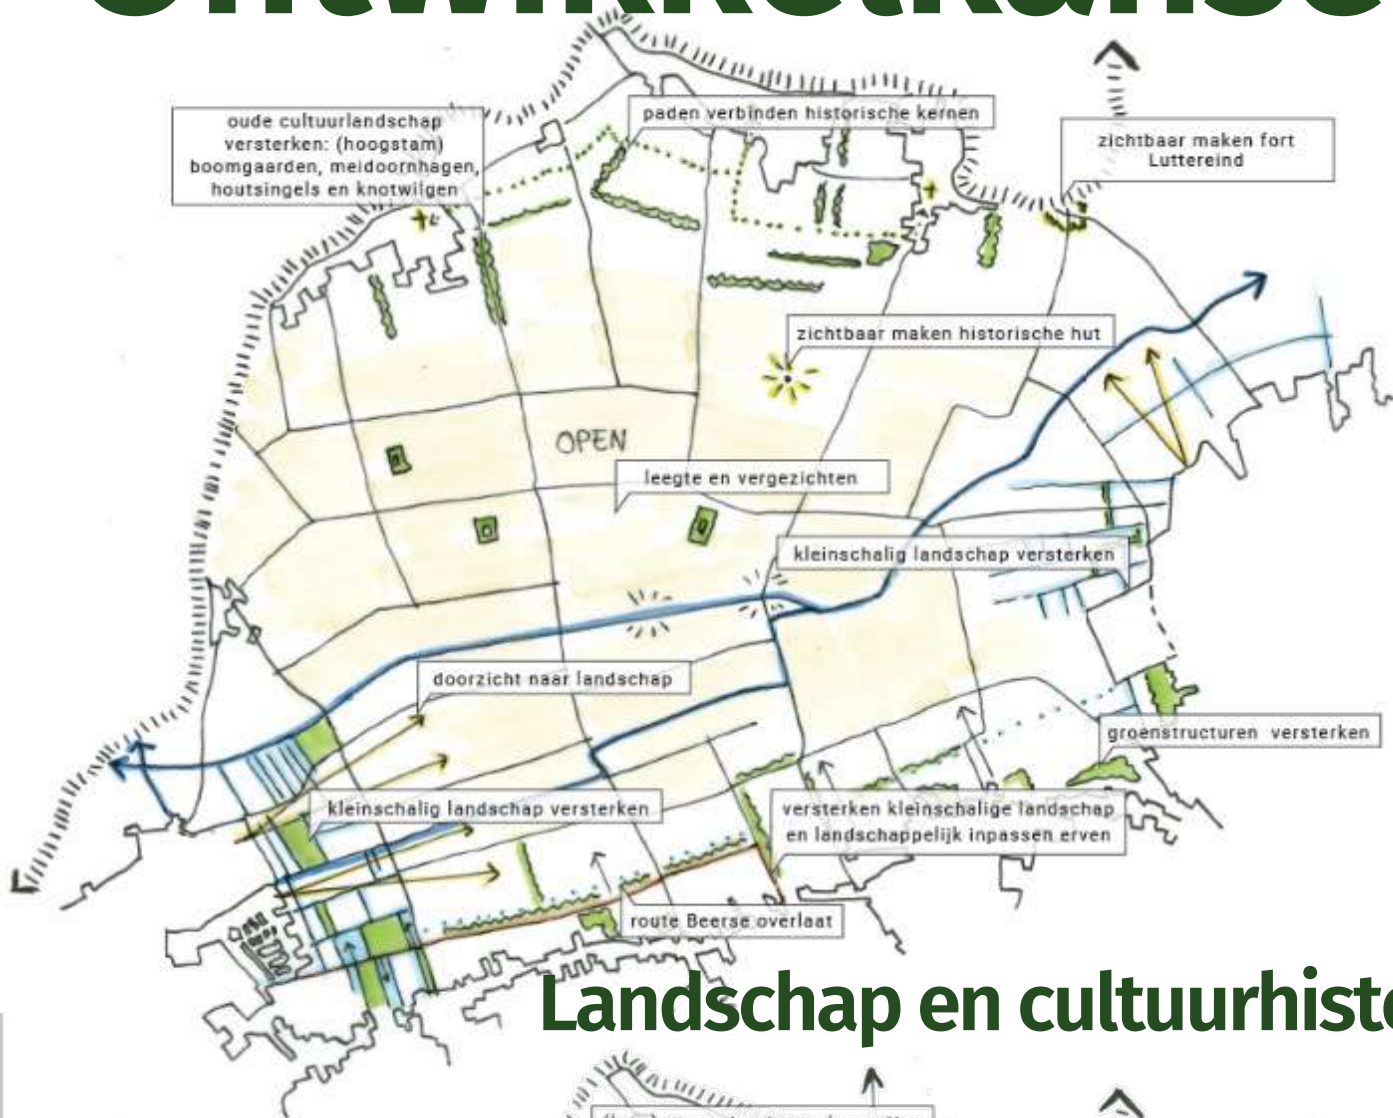 oude cultuurlandschap
versterken: (hoogstam)
boomgaarden, meidoornhagen,
houtsingels en knotwilgen
paden verbinden historische kernen
zichtbaar maken fort
Luttereind
zichtbaar maken historische hut
OPEN
leegte en vergezichten
kleinschalig landschap versterken
doorzicht naar landschap
groenstructuren versterken
kleinschalig landschap versterken
versterken kleinschalige landschap
en landschappelijk inpassen erven
route Beerse overlaat
Landschap en cultuurhisto